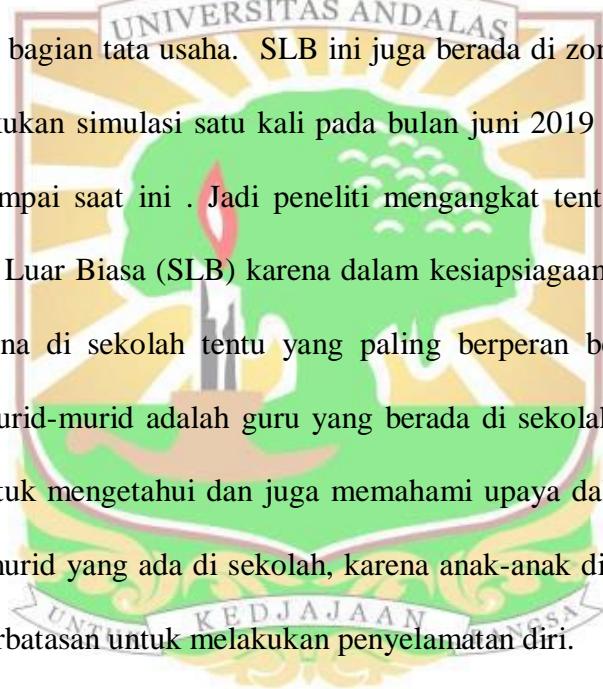 UNIVERSITAS ANDALAS
bagian tata usaha. SLB ini juga berada di zon
kukan simulasi satu kali pada bulan juni 2019
mpai saat ini . Jadi peneliti mengangkat tent
Luar Biasa (SLB) karena dalam kesiapsiagaan
na di sekolah tentu yang paling berperan be
urid-murid adalah guru yang berada di sekolah
tuk mengetahui dan juga memahami upaya da
murid yang ada di sekolah, karena anak-anak di
UNTUK KEDJAJAAN BANGSA
rbatasan untuk melakukan penyelamatan diri.